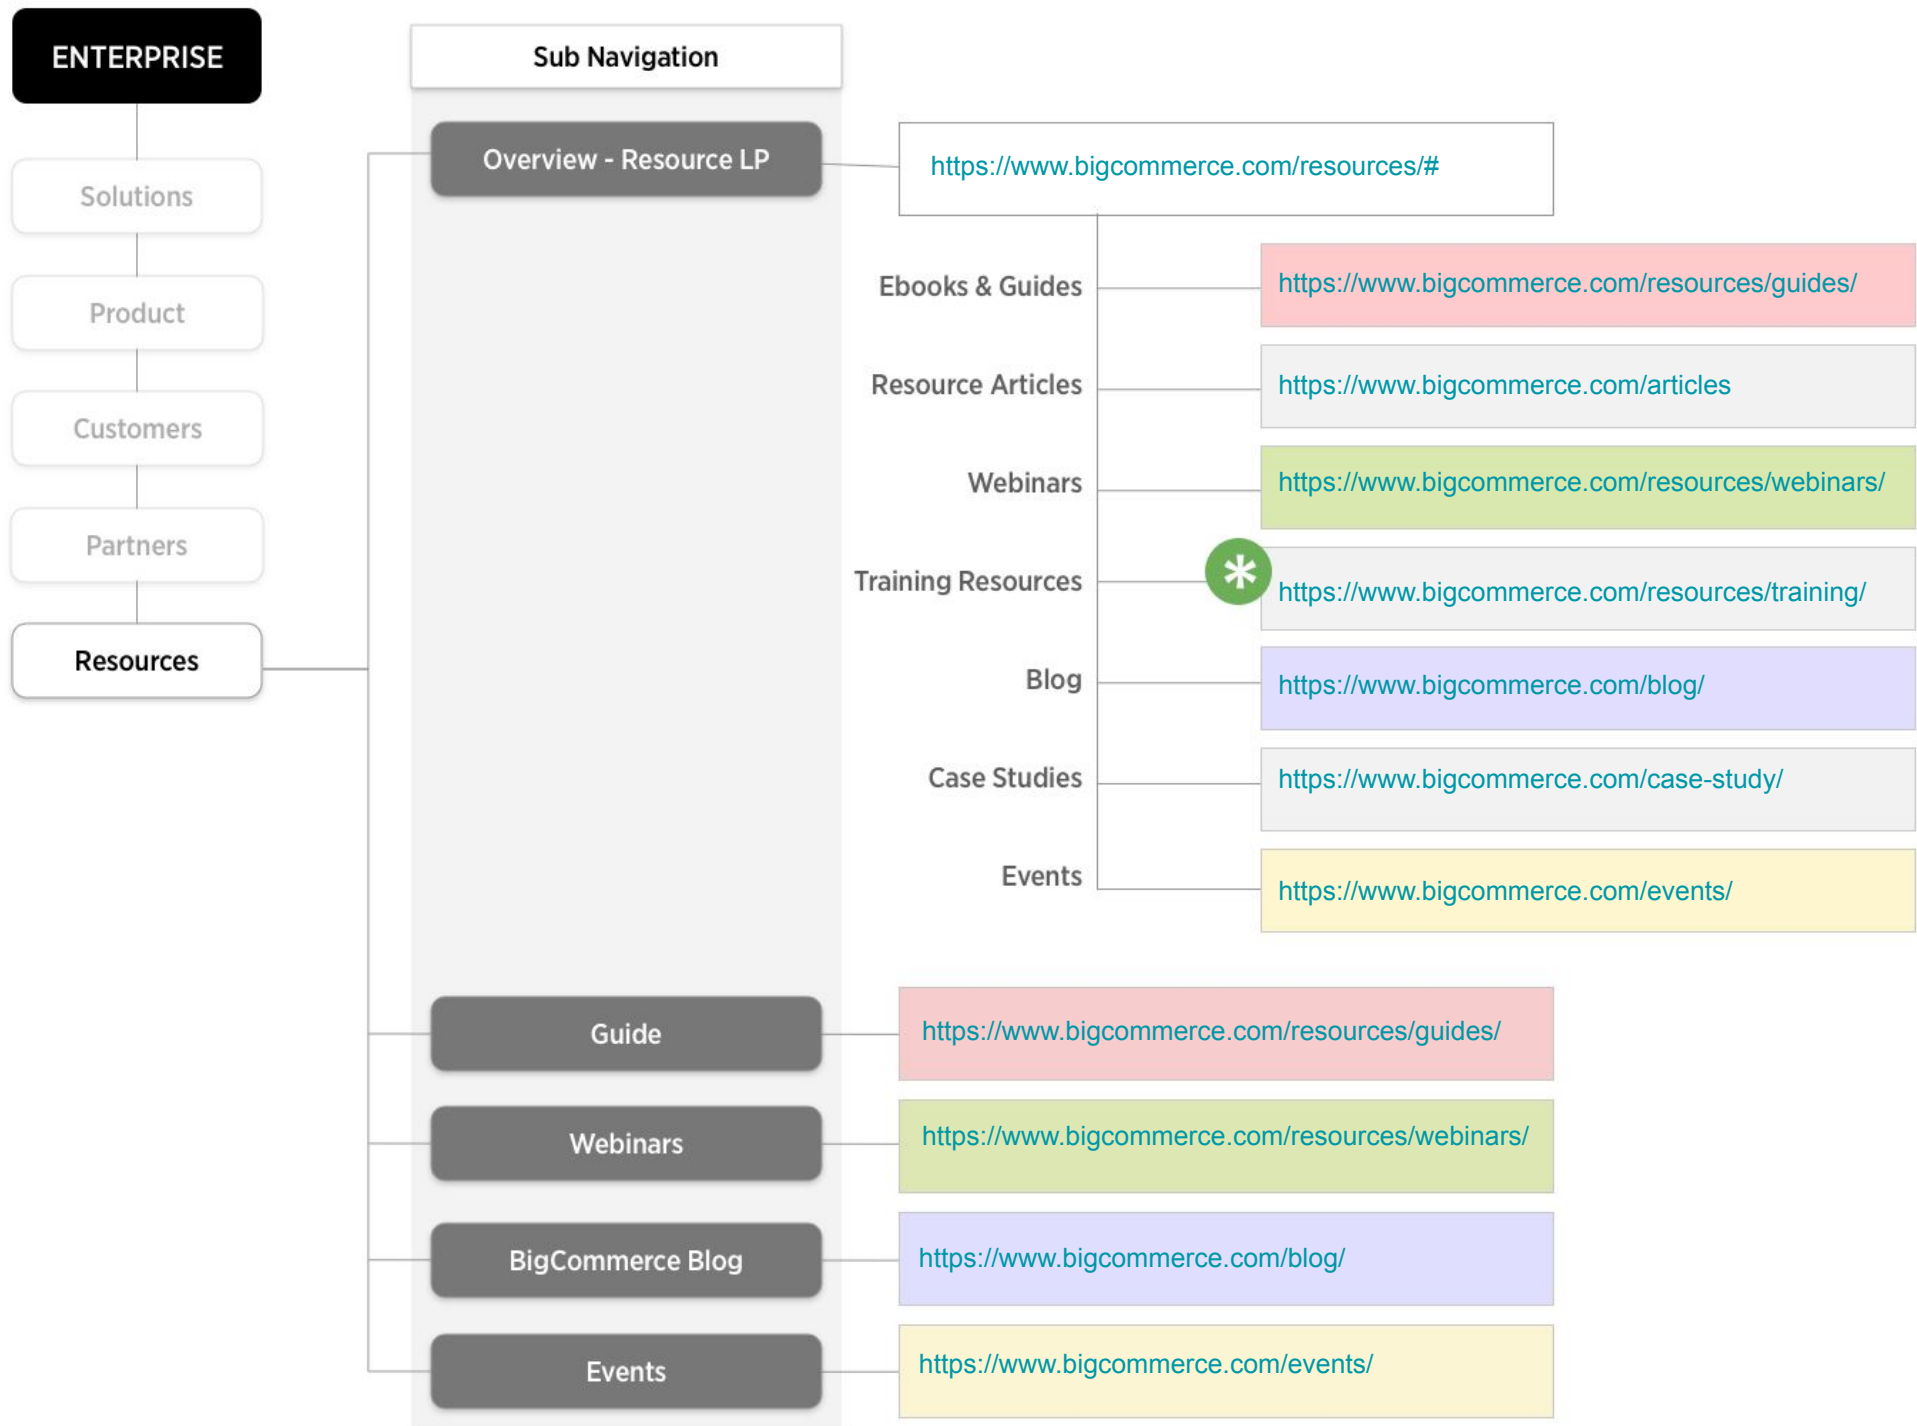 ENTERPRISE
Solutions
Product
Customers
Partners
Resources
Sub Navigation
Overview - Resource LP
https://www.bigcommerce.com/resources/#
Ebooks & Guides
https://www.bigcommerce.com/resources/guides/
Resource Articles
https://www.bigcommerce.com/articles
Webinars
https://www.bigcommerce.com/resources/webinars/
Training Resources
*
https://www.bigcommerce.com/resources/training/
Blog
https://www.bigcommerce.com/blog/
Case Studies
https://www.bigcommerce.com/case-study/
Events
https://www.bigcommerce.com/events/
Guide
https://www.bigcommerce.com/resources/guides/
Webinars
https://www.bigcommerce.com/resources/webinars/
BigCommerce Blog
https://www.bigcommerce.com/blog/
Events
https://www.bigcommerce.com/events/